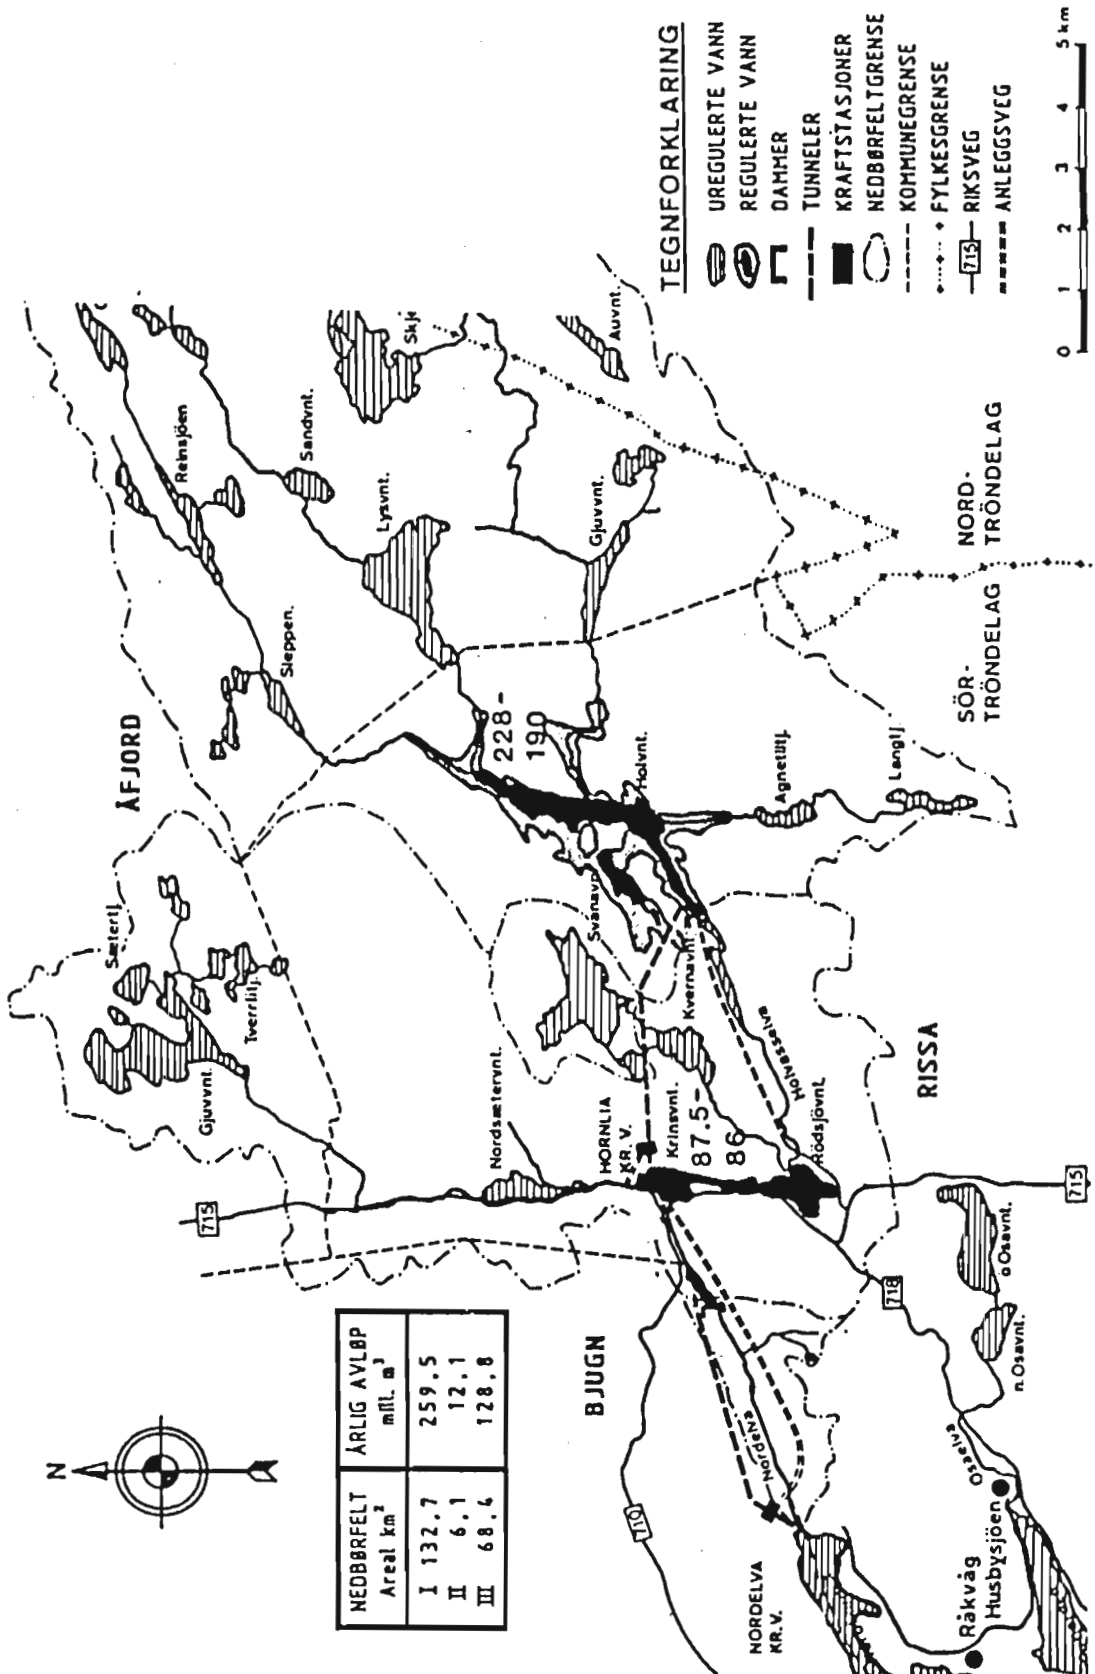 N
ÅFJORD
BJUGN
RISSA
SÖR-
TRÖNDELAG
NORD-
TRÖNDELAG
Reinsjöen
Sandvnt.
Lysvnt.
Sleppen.
Skje
Auvnt.
Gjuvvnt.
Sætertj.
Tverrlitj.
Gjuvvnt.
Nordsætervnt.
HORNLIA
KR.V.
Krinsvnt.
87.5-
86
228-
190
Holvnt.
Svanavp
Kvernavnt.
Holvasselva
Rödsjövnt.
Agnetlitj.
Langtj.
715
715
718
710
ö Osavnt.
n.Osavnt.
Osaelva
Nordelva
NORDELVA
KR.V.
Råkvåg
Husbysjöen
NEDBØRFELT
Areal km²
ÅRLIG AVLØP
mill. m³
I 132,7 259,5
II 6,1 12,1
III 68,4 128,8
TEGNFORKLARING
UREGULERTE VANN
REGULERTE VANN
DAMMER
TUNNELER
KRAFTSTASJONER
NEDBØRFELTGRENSE
KOMMUNEGRENSE
FYLKESGRENSE
715 RIKSVEG
ANLEGGSVEG
0 1 2 3 4 5 km